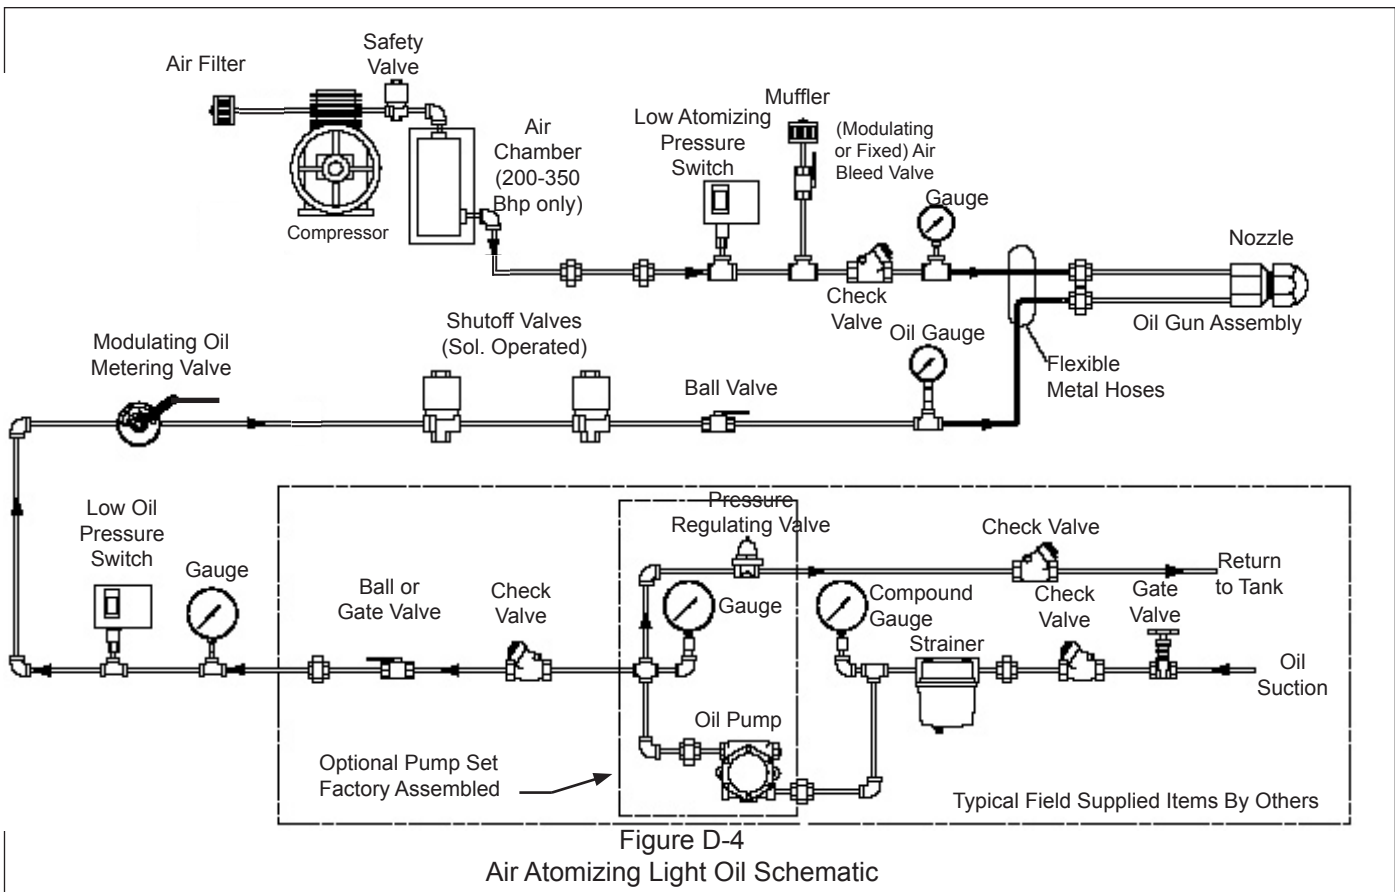 Air Filter
Safety
Valve
Compressor
Air
Chamber
(200-350
Bhp only)
Low Atomizing
Pressure
Switch
Muffler
(Modulating
or Fixed) Air
Bleed Valve
Gauge
Check
Valve
Nozzle
Oil Gun Assembly
Flexible
Metal Hoses
Modulating Oil
Metering Valve
Shutoff Valves
(Sol. Operated)
Ball Valve
Oil Gauge
Low Oil
Pressure
Switch
Gauge
Ball or
Gate Valve
Check
Valve
Pressure
Regulating Valve
Gauge
Check Valve
Return
to Tank
Compound
Gauge
Strainer
Check
Valve
Gate
Valve
Oil
Suction
Oil Pump
Optional Pump Set
Factory Assembled
Typical Field Supplied Items By Others
Figure D-4
Air Atomizing Light Oil Schematic